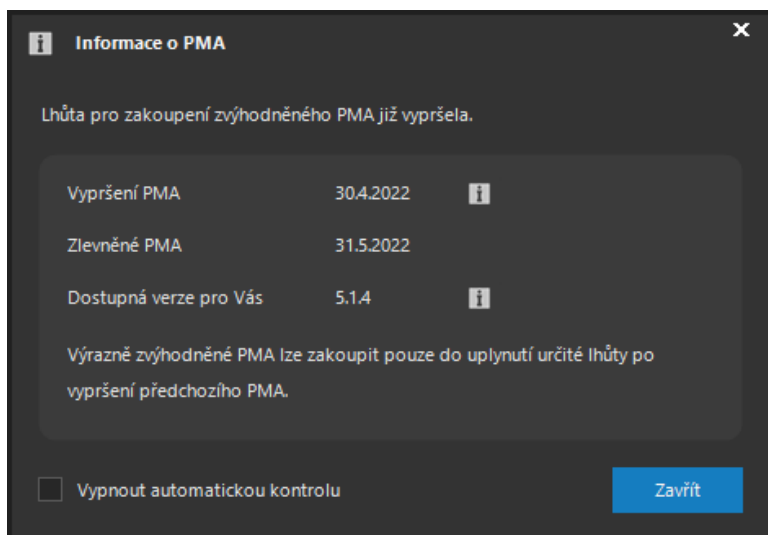 Informace o PMA
Lhůta pro zakoupení zvýhodněného PMA již vypršela.
Vypršení PMA 30.4.2022
Zlevněné PMA 31.5.2022
Dostupná verze pro Vás 5.1.4
Výrazně zvýhodněné PMA lze zakoupit pouze do uplynutí určité lhůty po
vypršení předchozího PMA.
Vypnout automatickou kontrolu Zavřít